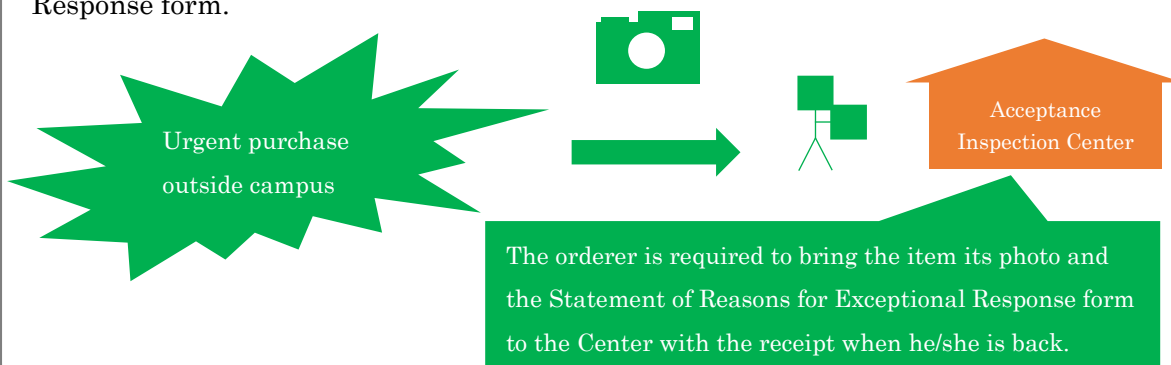 Response form.
Urgent purchase
outside campus
Acceptance
Inspection Center
The orderer is required to bring the item its photo and
the Statement of Reasons for Exceptional Response form
to the Center with the receipt when he/she is back.